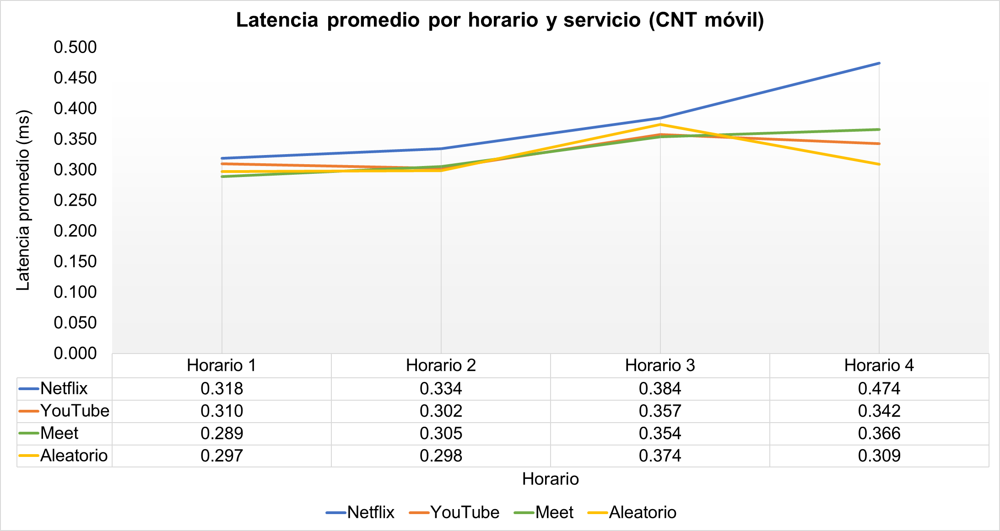 Latencia promedio por horario y servicio (CNT móvil)
Latencia promedio (ms)
0.500
0.450
0.400
0.350
0.300
0.250
0.200
0.150
0.100
0.050
0.000
Horario 1 Horario 2 Horario 3 Horario 4
Netflix 0.318 0.334 0.384 0.474
YouTube 0.310 0.302 0.357 0.342
Meet 0.289 0.305 0.354 0.366
Aleatorio 0.297 0.298 0.374 0.309
Horario
Netflix YouTube Meet Aleatorio